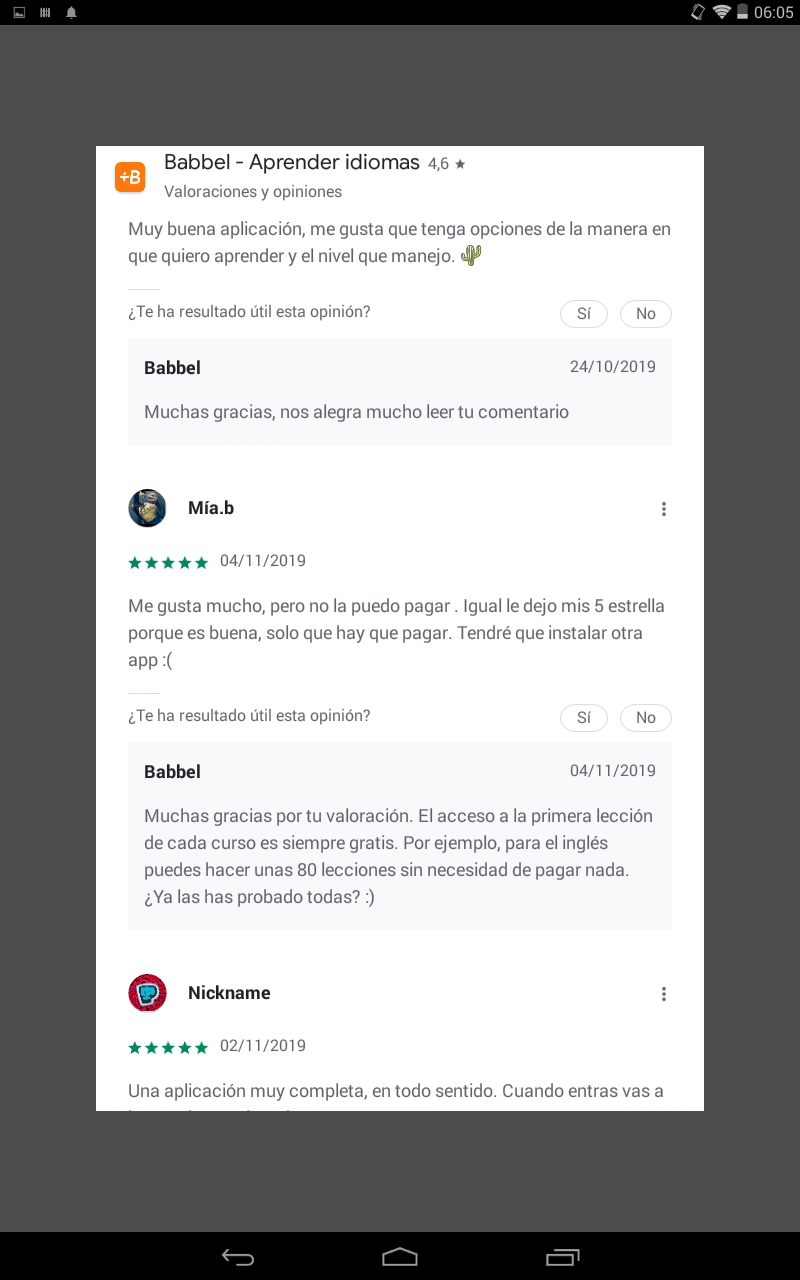 06:05
+B
Babbel - Aprender idiomas 4,6 ★
Valoraciones y opiniones
Muy buena aplicación, me gusta que tenga opciones de la manera en
que quiero aprender y el nivel que manejo. 🌵
¿Te ha resultado útil esta opinión? Sí No
Babbel 24/10/2019
Muchas gracias, nos alegra mucho leer tu comentario
Mía.b
★★★★★ 04/11/2019
Me gusta mucho, pero no la puedo pagar . Igual le dejo mis 5 estrella
porque es buena, solo que hay que pagar. Tendré que instalar otra
app :(
¿Te ha resultado útil esta opinión? Sí No
Babbel 04/11/2019
Muchas gracias por tu valoración. El acceso a la primera lección
de cada curso es siempre gratis. Por ejemplo, para el inglés
puedes hacer unas 80 lecciones sin necesidad de pagar nada.
¿Ya las has probado todas? :)
Nickname
★★★★★ 02/11/2019
Una aplicación muy completa, en todo sentido. Cuando entras vas a